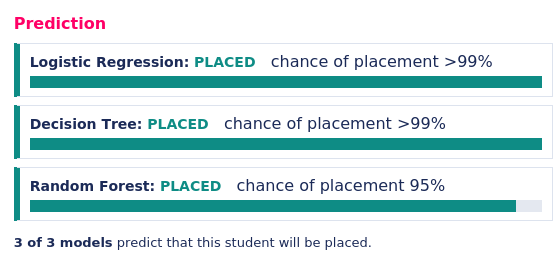 Prediction
Logistic Regression: PLACED chance of placement >99%
Decision Tree: PLACED chance of placement >99%
Random Forest: PLACED chance of placement 95%
3 of 3 models predict that this student will be placed.